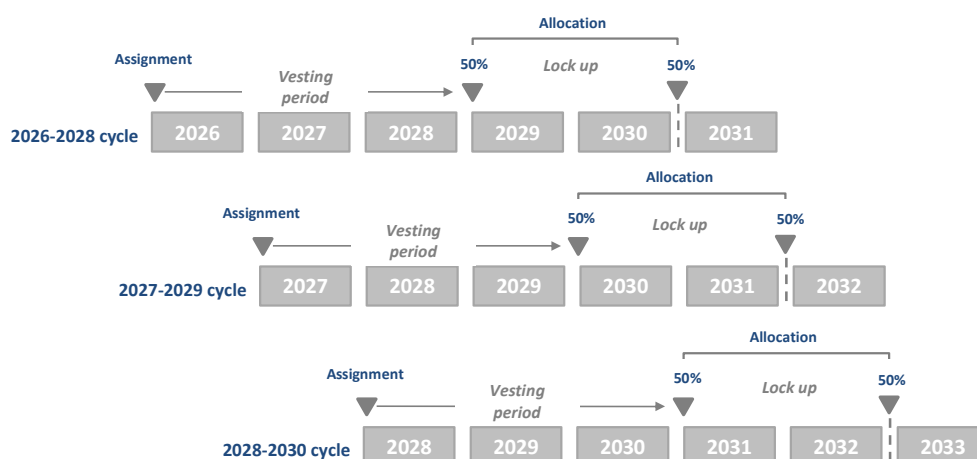 Allocation
Assignment
50%
Lock up
50%
Vesting
period
2026-2028 cycle
2026
2027
2028
2029
2030
2031
Allocation
Assignment
50%
Lock up
50%
Vesting
period
2027-2029 cycle
2027
2028
2029
2030
2031
2032
Allocation
Assignment
50%
Lock up
50%
Vesting
period
2028-2030 cycle
2028
2029
2030
2031
2032
2033